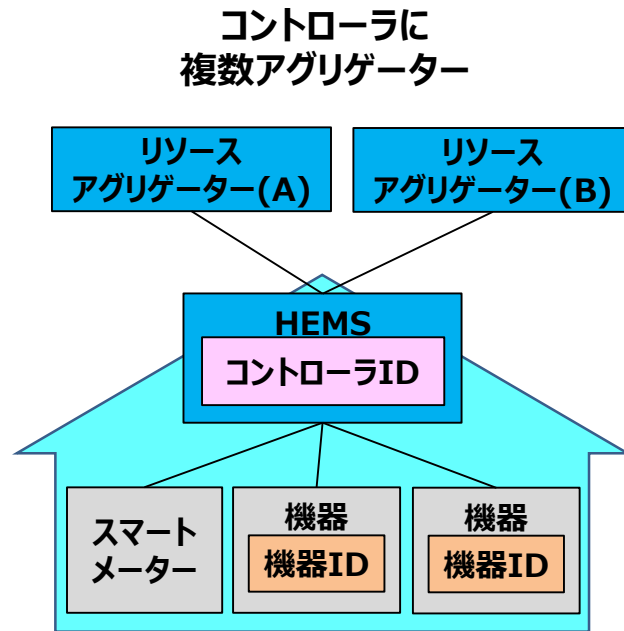 コントローラに
複数アグリゲーター
リソース
アグリゲーター(A)
リソース
アグリゲーター(B)
HEMS
コントローラID
スマート
メーター
機器
機器ID
機器
機器ID